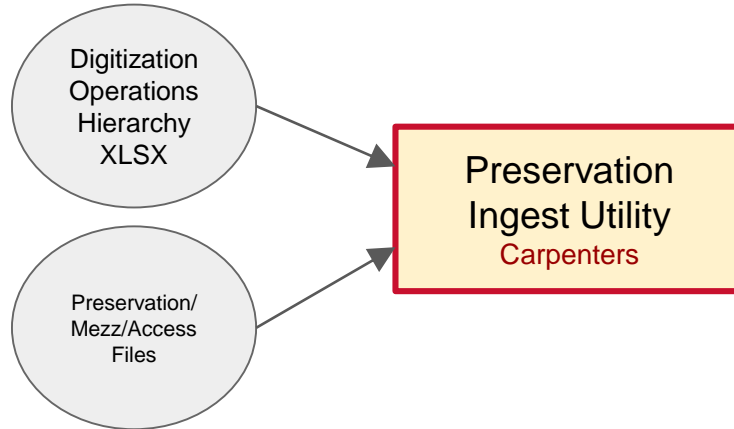 Digitization
Operations
Hierarchy
XLSX
Preservation
Ingest Utility
Carpenters
Preservation/
Mezz/Access
Files